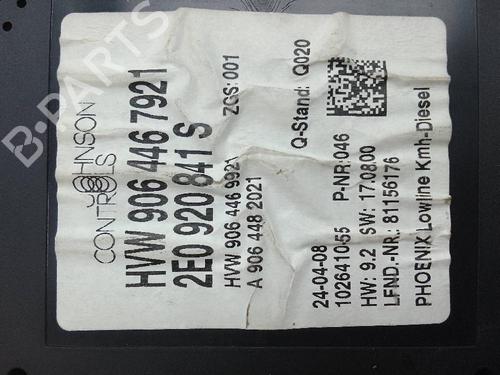 JOHNSON
CONTROLS
HVW 906 446 7921
2E0 920 841 S
HVW 906 446 9921
ZGS: 001
A 906 448 2021
Q-Stand: Q020
24-04-08
102641055 P-NR:046
HW: 9.2 SW: 17.08.00
LFND.-NR.: 81156176
PHOENIX Lowline Kmh-Diesel
B-PARTS